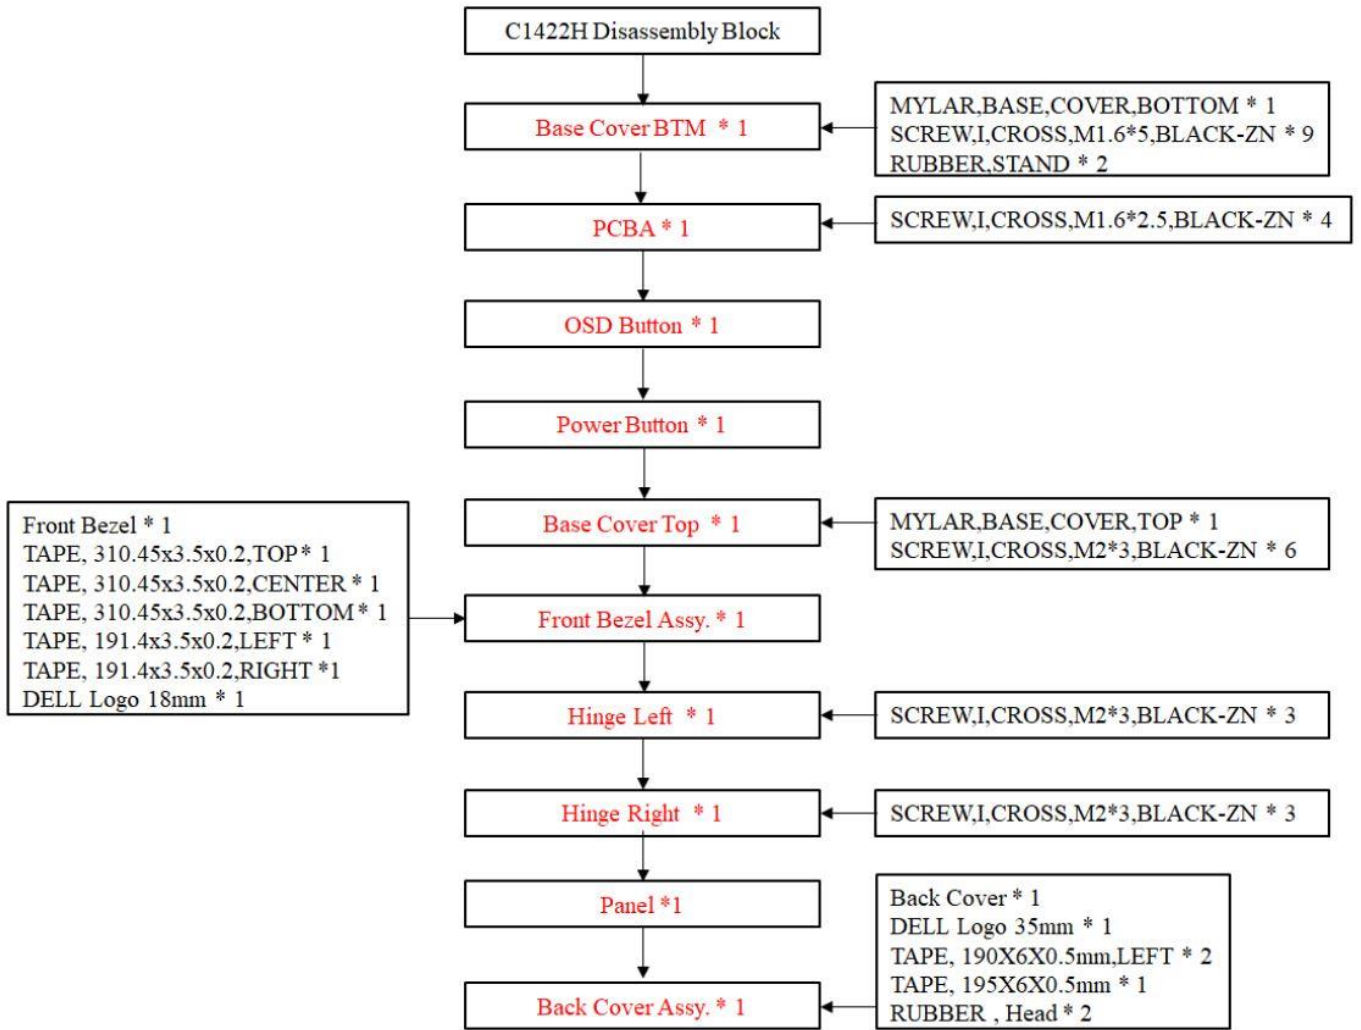 C1422H Disassembly Block
Base Cover BTM * 1
MYLAR,BASE,COVER,BOTTOM * 1
SCREW,I,CROSS,M1.6*5,BLACK-ZN * 9
RUBBER,STAND * 2
PCBA * 1
SCREW,I,CROSS,M1.6*2.5,BLACK-ZN * 4
OSD Button * 1
Power Button * 1
Base Cover Top * 1
MYLAR,BASE,COVER,TOP * 1
SCREW,I,CROSS,M2*3,BLACK-ZN * 6
Front Bezel * 1
TAPE, 310.45x3.5x0.2,TOP * 1
TAPE, 310.45x3.5x0.2,CENTER * 1
TAPE, 310.45x3.5x0.2,BOTTOM * 1
TAPE, 191.4x3.5x0.2,LEFT * 1
TAPE, 191.4x3.5x0.2,RIGHT *1
DELL Logo 18mm * 1
Front Bezel Assy. * 1
Hinge Left * 1
SCREW,I,CROSS,M2*3,BLACK-ZN * 3
Hinge Right * 1
SCREW,I,CROSS,M2*3,BLACK-ZN * 3
Panel *1
Back Cover * 1
DELL Logo 35mm * 1
TAPE, 190X6X0.5mm,LEFT * 2
TAPE, 195X6X0.5mm * 1
RUBBER , Head * 2
Back Cover Assy. * 1